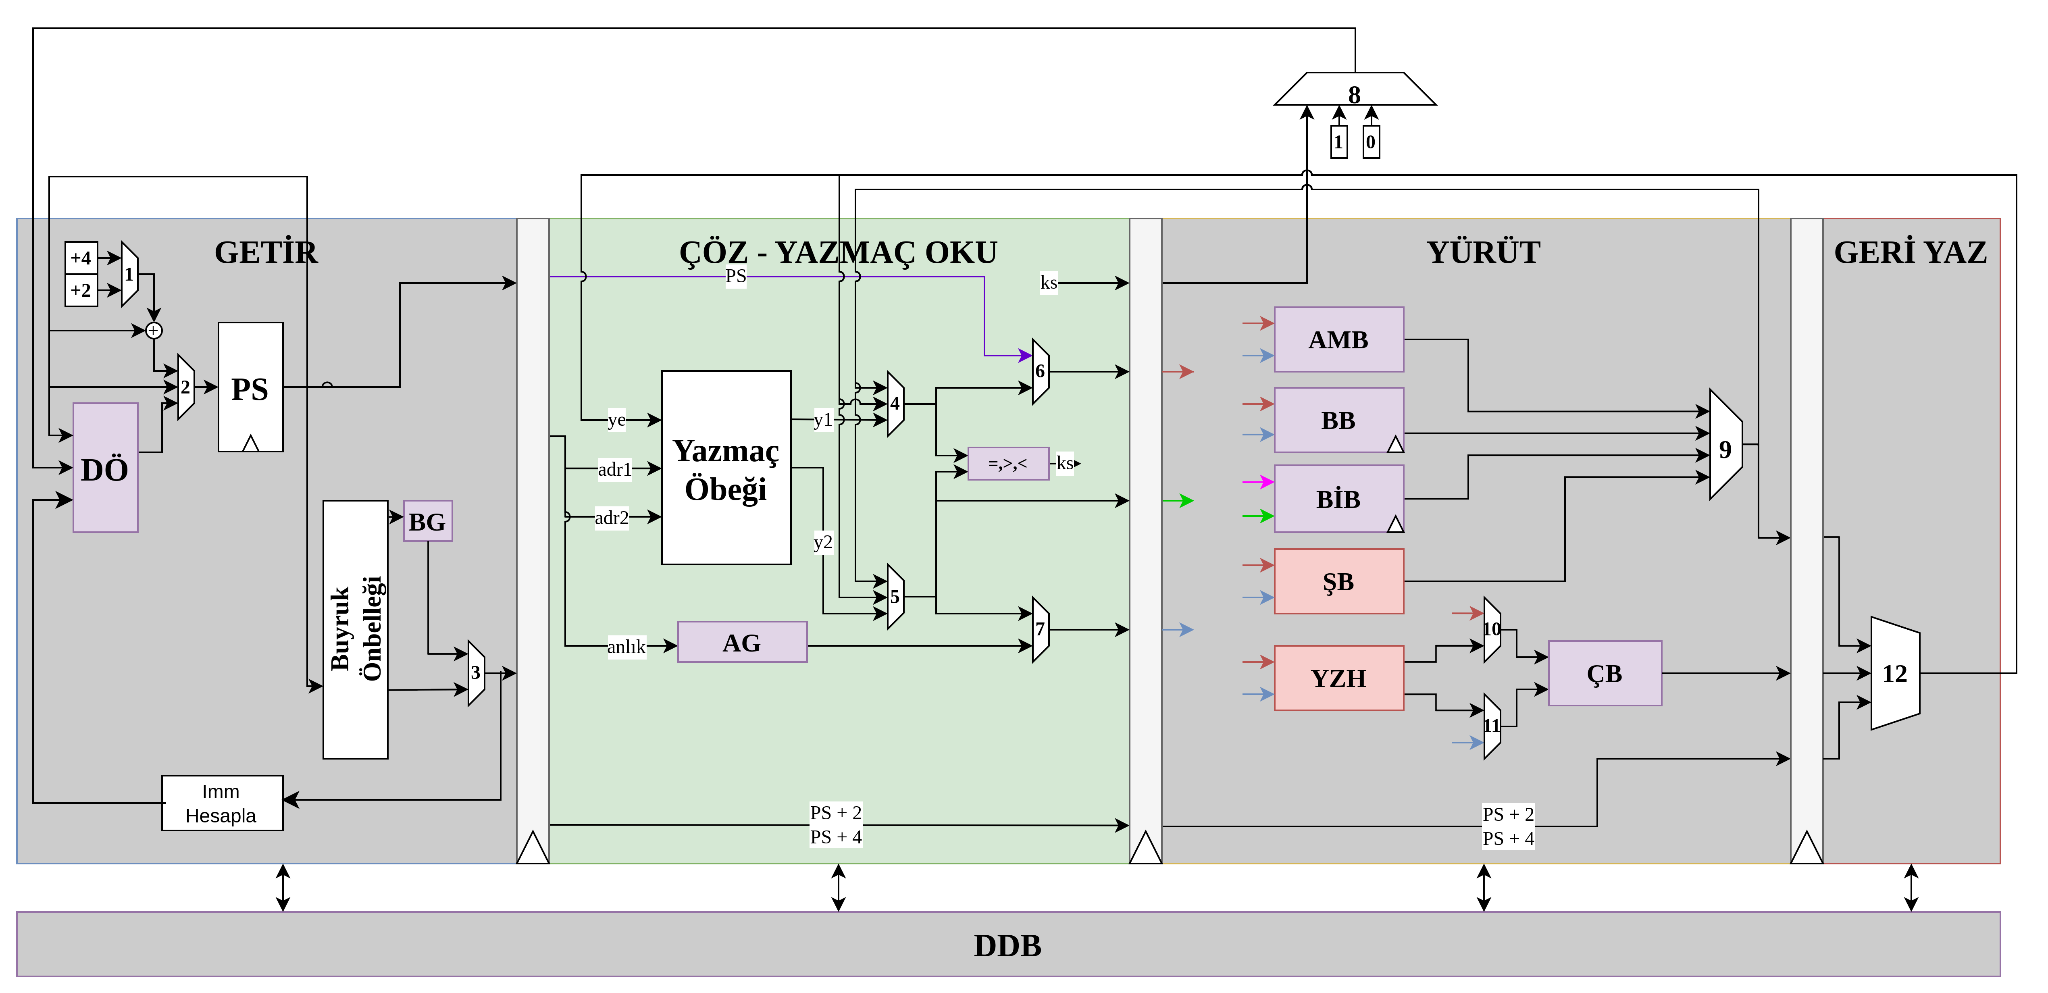 8
1
0
GETİR
ÇÖZ - YAZMAÇ OKU
YÜRÜT
GERİ YAZ
+4
+2
1
+
2
PS
DÖ
BG
Buyruk
Önbelleği
3
Imm
Hesapla
PS
ks
6
ye
adr1
adr2
Yazmaç
Öbeği
y1
y2
4
=,>,<
ks
5
7
anlık
AG
PS + 2
PS + 4
AMB
BB
BİB
ŞB
YZH
9
10
11
ÇB
PS + 2
PS + 4
12
DDB